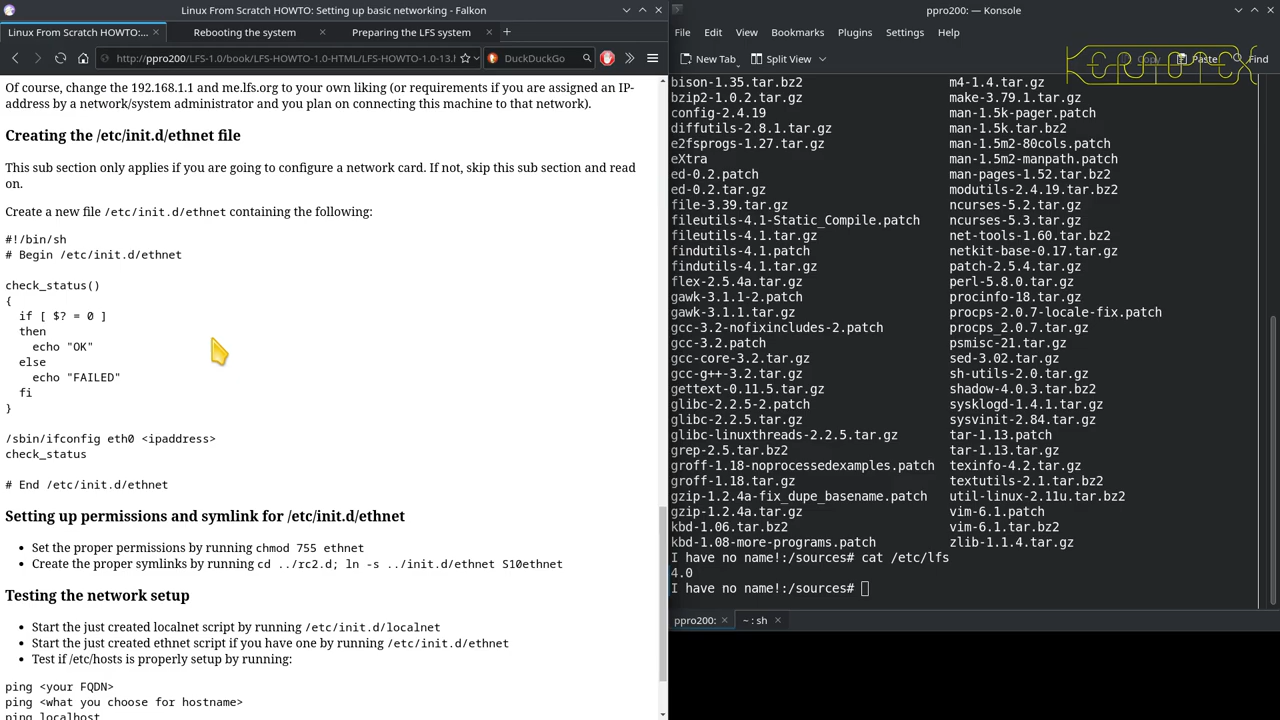 Linux From Scratch HOWTO: Setting up basic networking - Falkon
Linux From Scratch HOWTO:...
Rebooting the system
Preparing the LFS system
http://ppro200/LFS-1.0/book/LFS-HOWTO-1.0-HTML/LFS-HOWTO-1.0-13.h
DuckDuckGo
Of course, change the 192.168.1.1 and me.lfs.org to your own liking (or requirements if you are assigned an IP-
address by a network/system administrator and you plan on connecting this machine to that network).
Creating the /etc/init.d/ethnet file
This sub section only applies if you are going to configure a network card. If not, skip this sub section and read
on.
Create a new file /etc/init.d/ethnet containing the following:
#!/bin/sh
# Begin /etc/init.d/ethnet
check_status()
{
if [ $? = 0 ]
then
echo "OK"
else
echo "FAILED"
fi
}
/sbin/ifconfig eth0 <ipaddress>
check_status
# End /etc/init.d/ethnet
Setting up permissions and symlink for /etc/init.d/ethnet
• Set the proper permissions by running chmod 755 ethnet
• Create the proper symlinks by running cd ../rc2.d; ln -s ../init.d/ethnet S10ethnet
Testing the network setup
• Start the just created localnet script by running /etc/init.d/localnet
• Start the just created ethnet script if you have one by running /etc/init.d/ethnet
• Test if /etc/hosts is properly setup by running:
ping <your FQDN>
ping <what you choose for hostname>
ping localhost
ppro200 — Konsole
File Edit View Bookmarks Plugins Settings Help
New Tab Split View Copy Paste Find
bison-1.35.tar.bz2 m4-1.4.tar.gz
bzip2-1.0.2.tar.gz make-3.79.1.tar.gz
config-2.4.19 man-1.5k-pager.patch
diffutils-2.8.1.tar.gz man-1.5k.tar.bz2
e2fsprogs-1.27.tar.gz man-1.5m2-80cols.patch
eXtra man-1.5m2-manpath.patch
ed-0.2.patch man-pages-1.52.tar.bz2
ed-0.2.tar.gz modutils-2.4.19.tar.bz2
file-3.39.tar.gz ncurses-5.2.tar.gz
fileutils-4.1-Static_Compile.patch ncurses-5.3.tar.gz
fileutils-4.1.tar.gz net-tools-1.60.tar.bz2
findutils-4.1.patch netkit-base-0.17.tar.gz
findutils-4.1.tar.gz patch-2.5.4.tar.gz
flex-2.5.4a.tar.gz perl-5.8.0.tar.gz
gawk-3.1.1-2.patch procinfo-18.tar.gz
gawk-3.1.1.tar.gz procps-2.0.7-locale-fix.patch
gcc-3.2-nofixincludes-2.patch procps_2.0.7.tar.gz
gcc-3.2.patch psmisc-21.tar.gz
gcc-core-3.2.tar.gz sed-3.02.tar.gz
gcc-g++-3.2.tar.gz sh-utils-2.0.tar.gz
gettext-0.11.5.tar.gz shadow-4.0.3.tar.bz2
glibc-2.2.5-2.patch sysklogd-1.4.1.tar.gz
glibc-2.2.5.tar.gz sysvinit-2.84.tar.gz
glibc-linuxthreads-2.2.5.tar.gz tar-1.13.patch
grep-2.5.tar.bz2 tar-1.13.tar.gz
groff-1.18-noprocessedexamples.patch texinfo-4.2.tar.gz
groff-1.18.tar.gz textutils-2.1.tar.bz2
gzip-1.2.4a-fix_dupe_basename.patch util-linux-2.11u.tar.bz2
gzip-1.2.4a.tar.gz vim-6.1.patch
kbd-1.06.tar.bz2 vim-6.1.tar.bz2
kbd-1.08-more-programs.patch zlib-1.1.4.tar.gz
I have no name!:/sources# cat /etc/lfs
4.0
I have no name!:/sources#
ppro200:
~ : sh